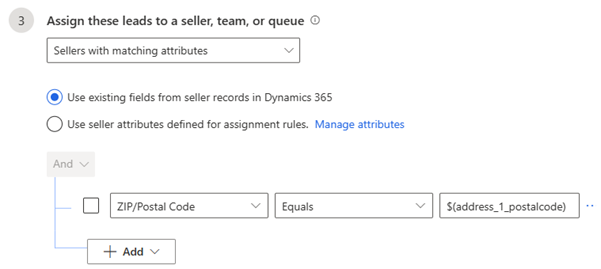 3 Assign these leads to a seller, team, or queue
Sellers with matching attributes
Use existing fields from seller records in Dynamics 365
Use seller attributes defined for assignment rules. Manage attributes
And
ZIP/Postal Code Equals $(address_1_postalcode)
+ Add